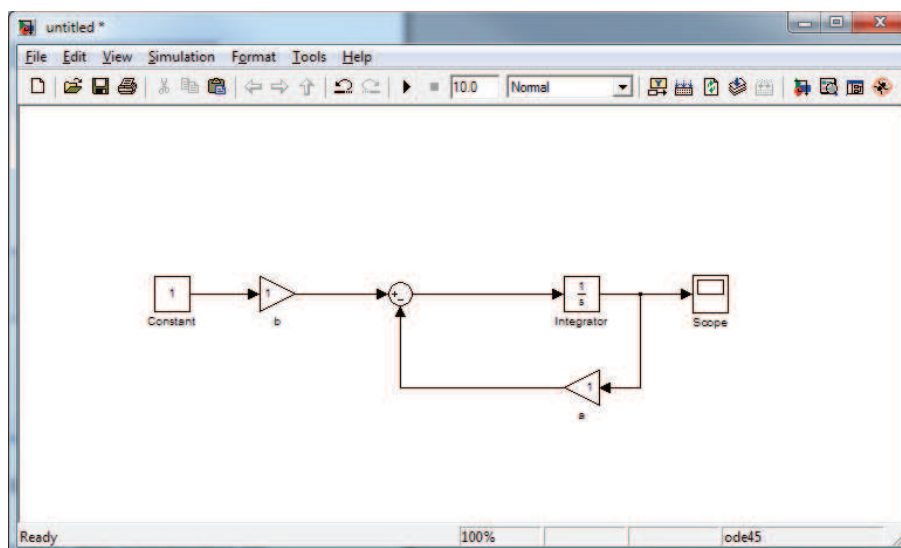 untitled *
File Edit View Simulation Format Tools Help
10.0 Normal
1
Constant
1
b
+
-
1
s
Integrator
Scope
1
a
Ready 100% ode45